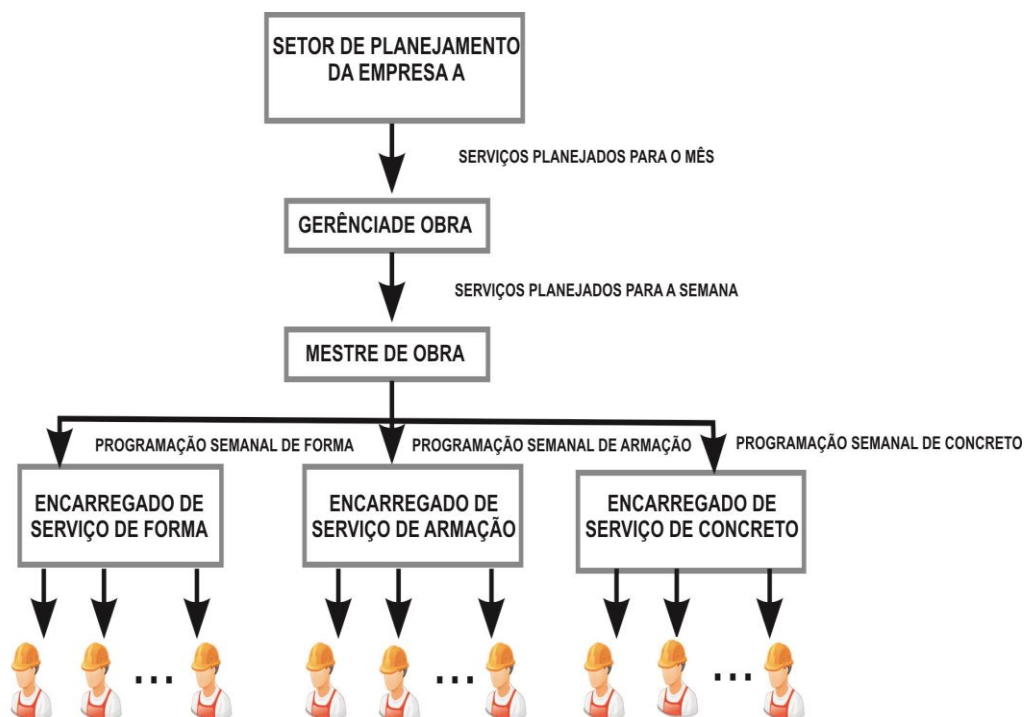 SETOR DE PLANEJAMENTO
DA EMPRESA A
SERVIÇOS PLANEJADOS PARA O MÊS
GERÊNCIADE OBRA
SERVIÇOS PLANEJADOS PARA A SEMANA
MESTRE DE OBRA
PROGRAMAÇÃO SEMANAL DE FORMA
PROGRAMAÇÃO SEMANAL DE ARMAÇÃO
PROGRAMAÇÃO SEMANAL DE CONCRETO
ENCARREGADO DE
SERVIÇO DE FORMA
ENCARREGADO DE
SERVIÇO DE ARMAÇÃO
ENCARREGADO DE
SERVIÇO DE CONCRETO
...
...
...